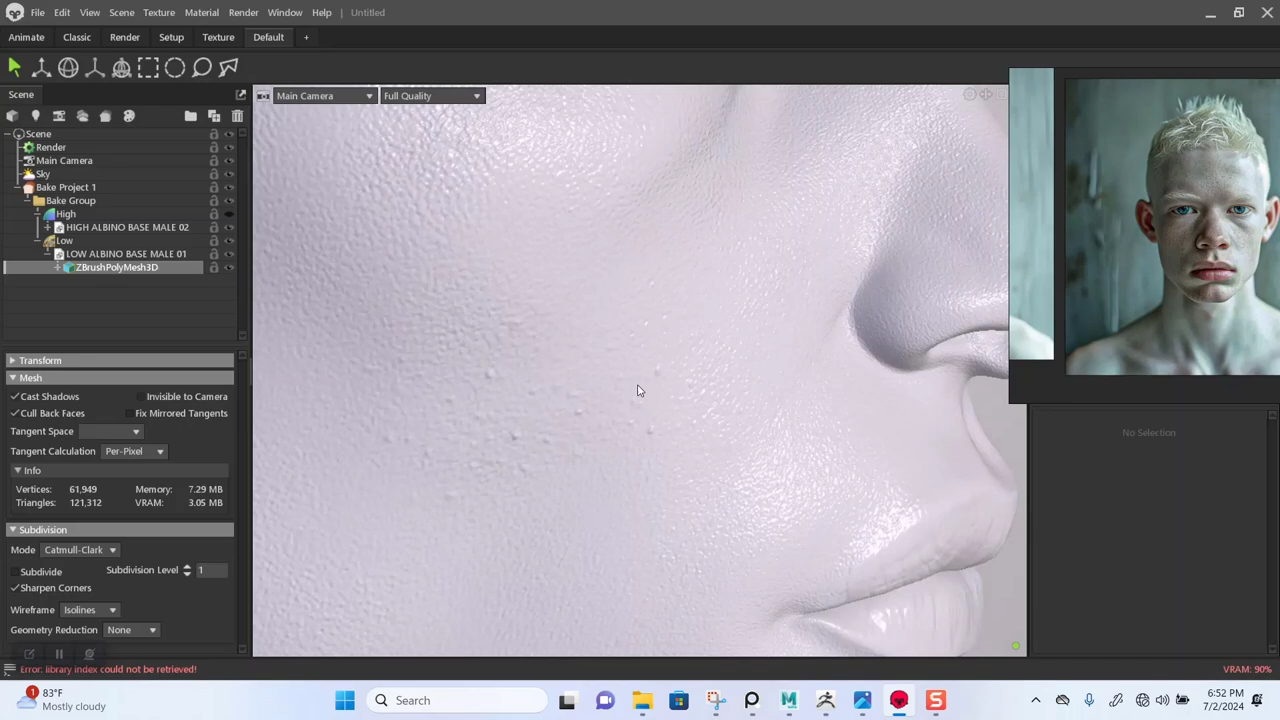 File Edit View Scene Texture Material Render Window Help Untitled
Animate Classic Render Setup Texture Default +
Scene
Main Camera Full Quality
Scene
Render
Main Camera
Sky
Bake Project 1
Bake Group
High
HIGH ALBINO BASE MALE 02
Low
LOW ALBINO BASE MALE 01
ZBrushPolyMesh3D
Transform
Mesh
Cast Shadows Invisible to Camera
Cull Back Faces Fix Mirrored Tangents
Tangent Space
Tangent Calculation Per-Pixel
Info
Vertices: 61,949 Memory: 7.29 MB
Triangles: 121,312 VRAM: 3.05 MB
Subdivision
Mode Catmull-Clark
Subdivide Subdivision Level 1
Sharpen Corners
Wireframe Isolines
Geometry Reduction None
No Selection
Error: library index could not be retrieved! VRAM: 90%
1 83°F
Mostly cloudy
Search
6:52 PM
7/2/2024